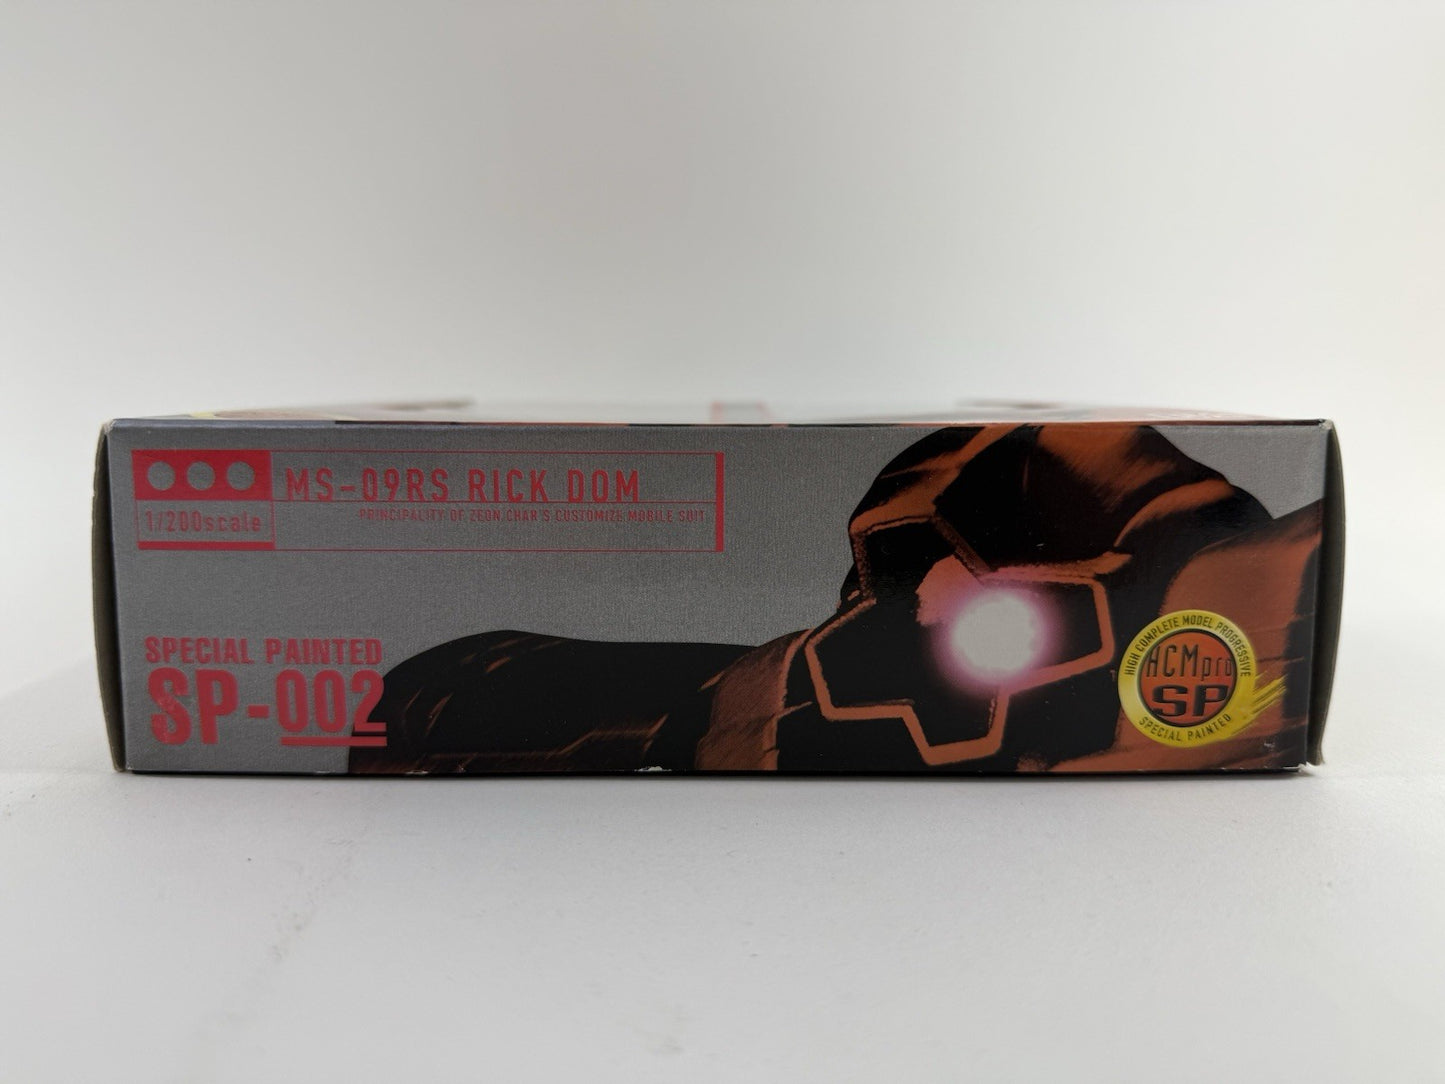 MS-09RS RICK DOM
1/200scale
PRINCIPALITY OF ZEON CHAR'S CUSTOMIZE MOBILE SUIT
SPECIAL PAINTED
SP-002
HIGH COMPLETE MODEL PROGRESSIVE
HCMpro
SP
SPECIAL PAINTED